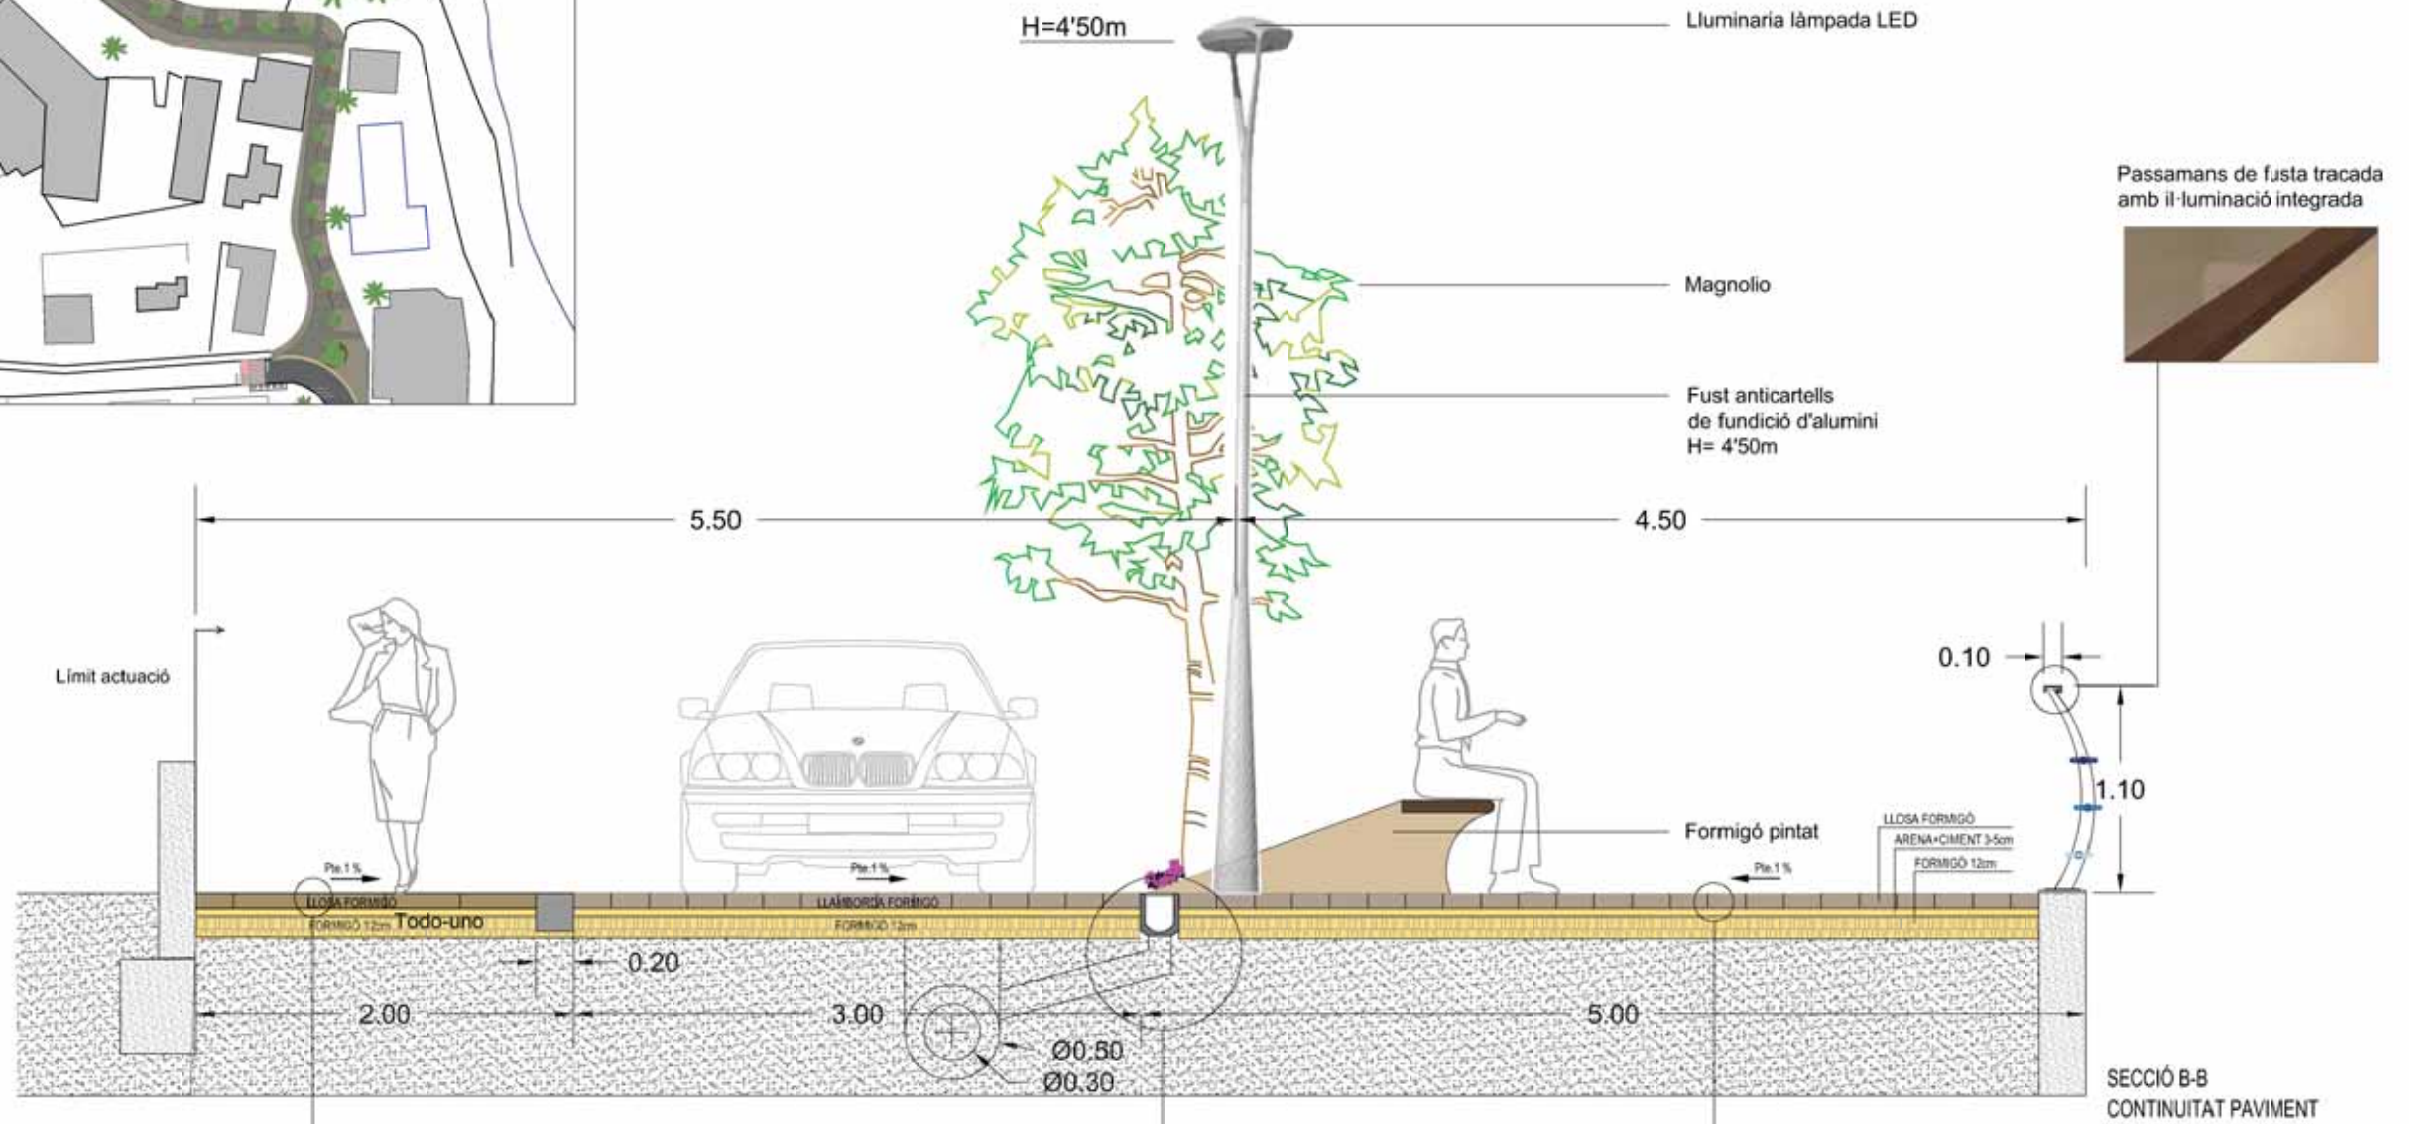 H=4'50m
Lluminaria làmpada LED
Passamans de fusta tracada
amb il·luminació integrada
Magnolio
Fust anticartells
de fundició d'alumini
H= 4'50m
5.50
4.50
0.10
Límit actuació
1.10
Formigó pintat
LLOSA FORMIGÓ
ARENA+CIMENT 3-5cm
FORMIGÓ 12cm
Pte.1%
Pte.1%
Pte.1%
LLOSA FORMIGÓ
LLAMBORDA FORMIGÓ
FORMIGÓ 12cm
Todo-uno
FORMIGÓ 12cm
0.20
2.00
3.00
5.00
Ø0.50
Ø0.30
SECCIÓ B-B
CONTINUITAT PAVIMENT